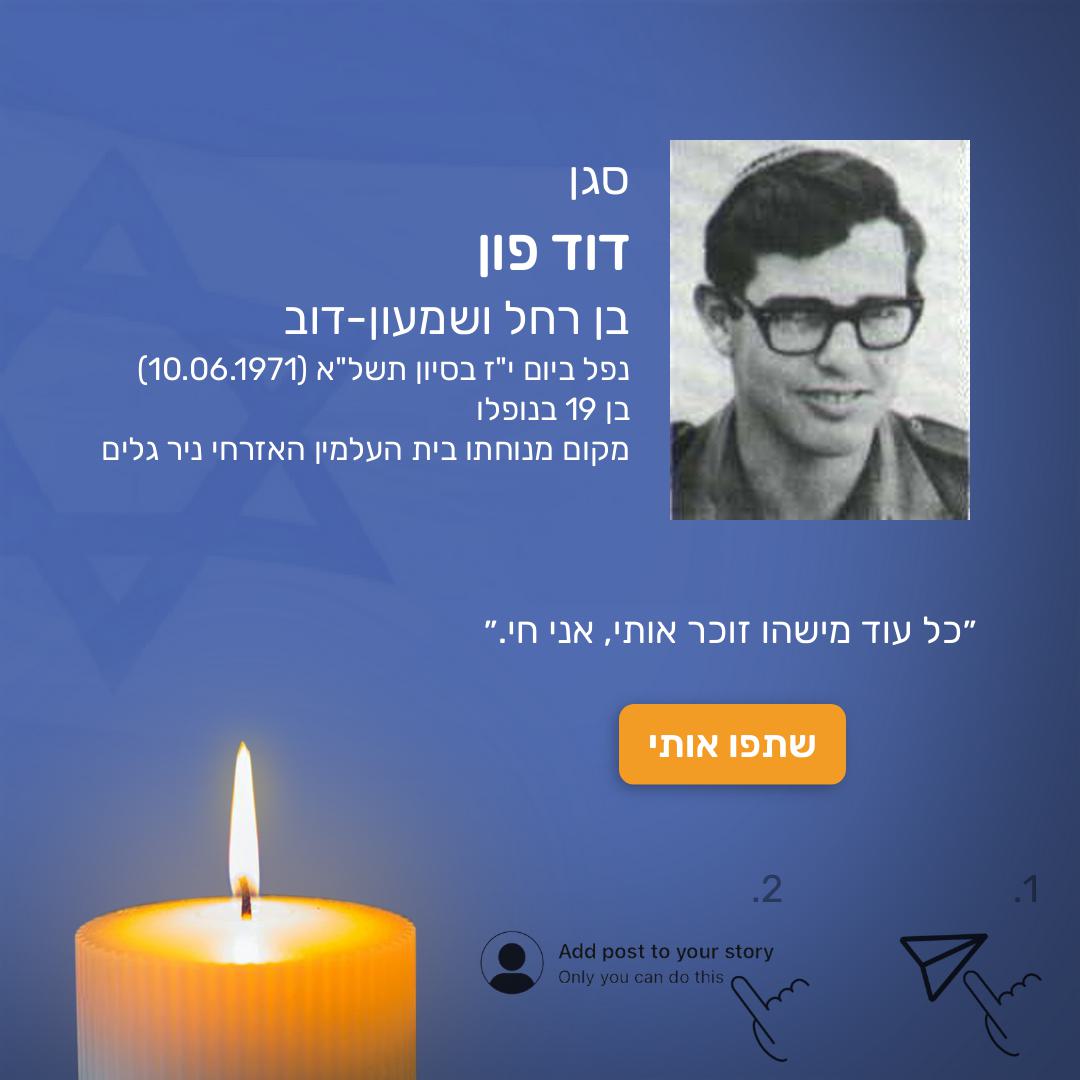 סגן
דוד פון
בן רחל ושמעון-דוב
נפל ביום י"ז בסיון תשל"א (10.06.1971)
בן 19 בנופלו
מקום מנוחתו בית העלמין האזרחי ניר גלים
״כל עוד מישהו זוכר אותי, אני חי.״
שתפו אותי
1.
2.
Add post to your story
Only you can do this